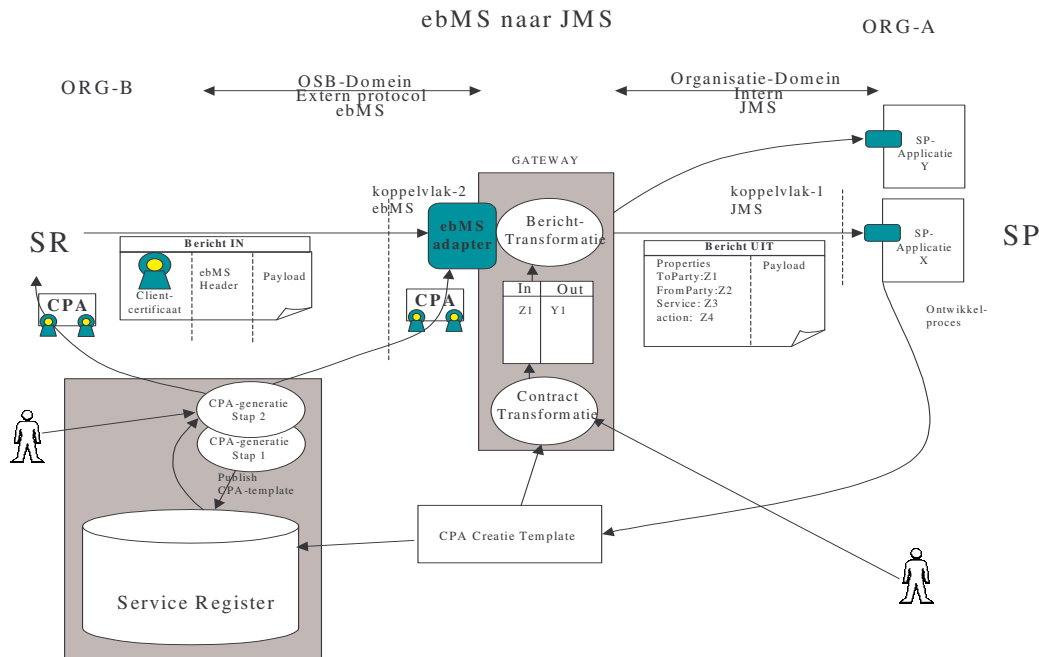 ebMS naar JMS
ORG-A
ORG-B
OSB-Domein
Extern protocol
ebMS
Organisatie-Domein
Intern
JMS
SP-
Applicatie
Y
GATEWAY
koppelvlak-2
ebMS
koppelvlak-1
JMS
ebMS
adapter
Bericht-
Transformatie
SR
SP-
Applicatie
X
SP
Bericht IN
Client-
certificaat
ebMS
Header
Payload
Bericht UIT
Properties
ToParty:Z1
FromParty:Z2
Service: Z3
action: Z4
Payload
CPA
CPA
In Out
Z1 Y1
Ontwikkel-
proces
CPA-generatie
Stap 2
CPA-generatie
Stap 1
Contract
Transformatie
Publish
CPA-template
CPA Creatie Template
Service Register